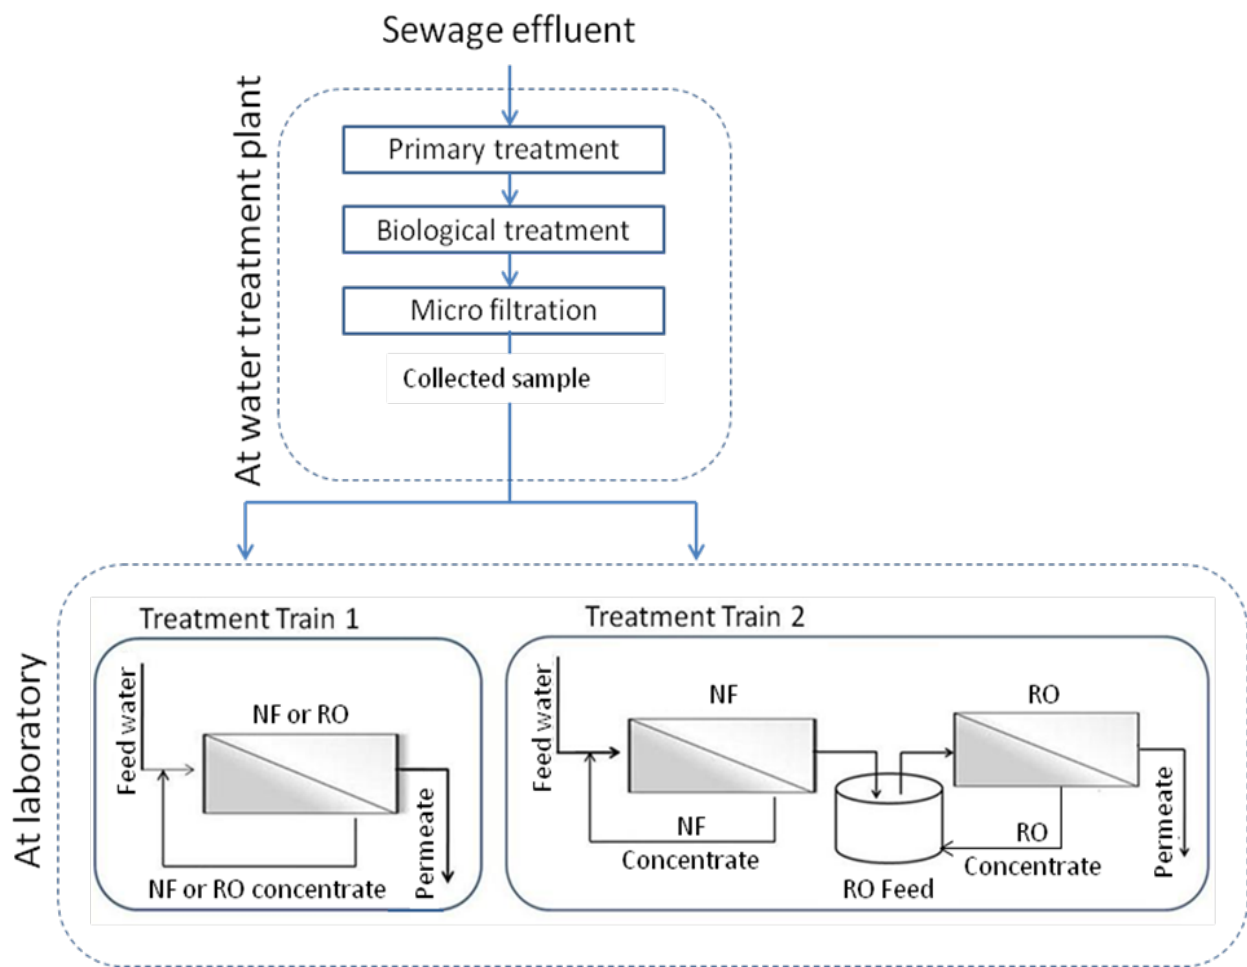 Sewage effluent
At water treatment plant
Primary treatment
Biological treatment
Micro filtration
Collected sample
At laboratory
Treatment Train 1
Feed water
NF or RO
NF or RO concentrate
Permeate
Treatment Train 2
Feed water
NF
NF
Concentrate
RO Feed
RO
RO
Concentrate
Permeate